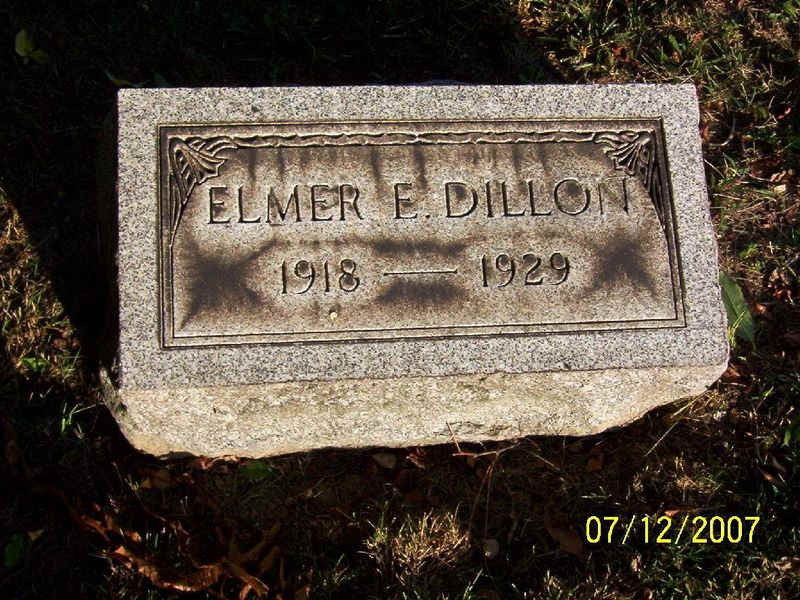 ELMER E. DILLON
1918 — 1929
07/12/2007